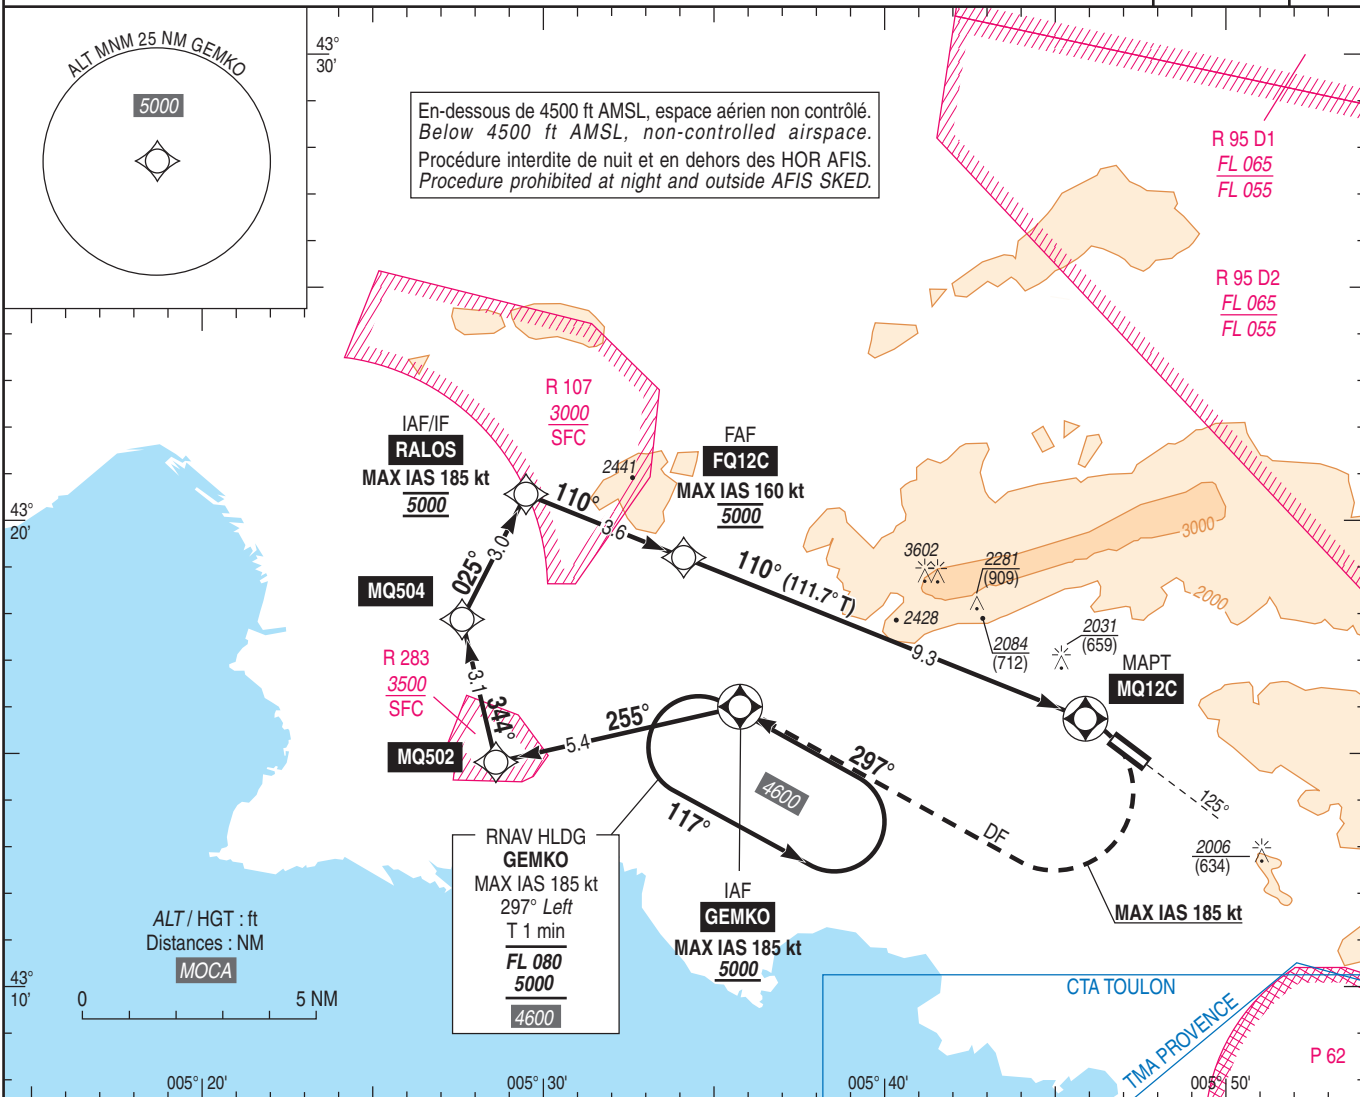 ALT MNM 25 NM GEMKO
5000
43°
30'
En-dessous de 4500 ft AMSL, espace aérien non contrôlé.
Below 4500 ft AMSL, non-controlled airspace.
Procédure interdite de nuit et en dehors des HOR AFIS.
Procedure prohibited at night and outside AFIS SKED.
R 95 D1
FL 065
FL 055
R 95 D2
FL 065
FL 055
R 107
3000
SFC
IAF/IF
RALOS
MAX IAS 185 kt
5000
2441
FAF
FQ12C
MAX IAS 160 kt
5000
43°
20'
110°
3.6
110° (111.7°T)
9.3
3000
2000
3602
2281
(909)
2428
2084
(712)
2031
(659)
MAPT
MQ12C
MQ504
025°
3.0
R 283
3500
SFC
3.1
344°
MQ502
255°
5.4
297°
4600
117°
DF
125°
2006
(634)
MAX IAS 185 kt
RNAV HLDG
GEMKO
MAX IAS 185 kt
297° Left
T 1 min
FL 080
5000
4600
IAF
GEMKO
MAX IAS 185 kt
5000
ALT / HGT : ft
Distances : NM
MOCA
43°
10'
0
5 NM
CTA TOULON
TMA PROVENCE
P 62
005° 20'
005° 30'
005° 40'
005° 50'